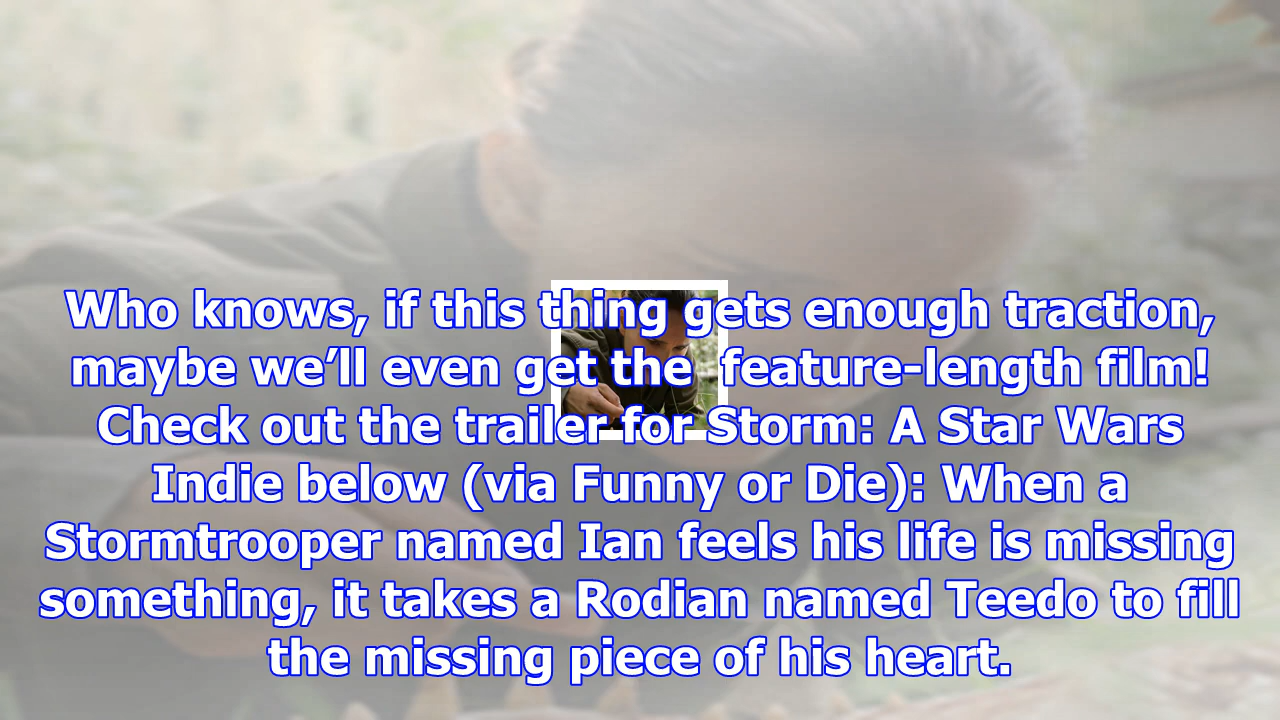 Who knows, if this thing gets enough traction,
maybe we’ll even get the  feature-length film!
Check out the trailer for Storm: A Star Wars
Indie below (via Funny or Die): When a
Stormtrooper named Ian feels his life is missing
something, it takes a Rodian named Teedo to fill
the missing piece of his heart.